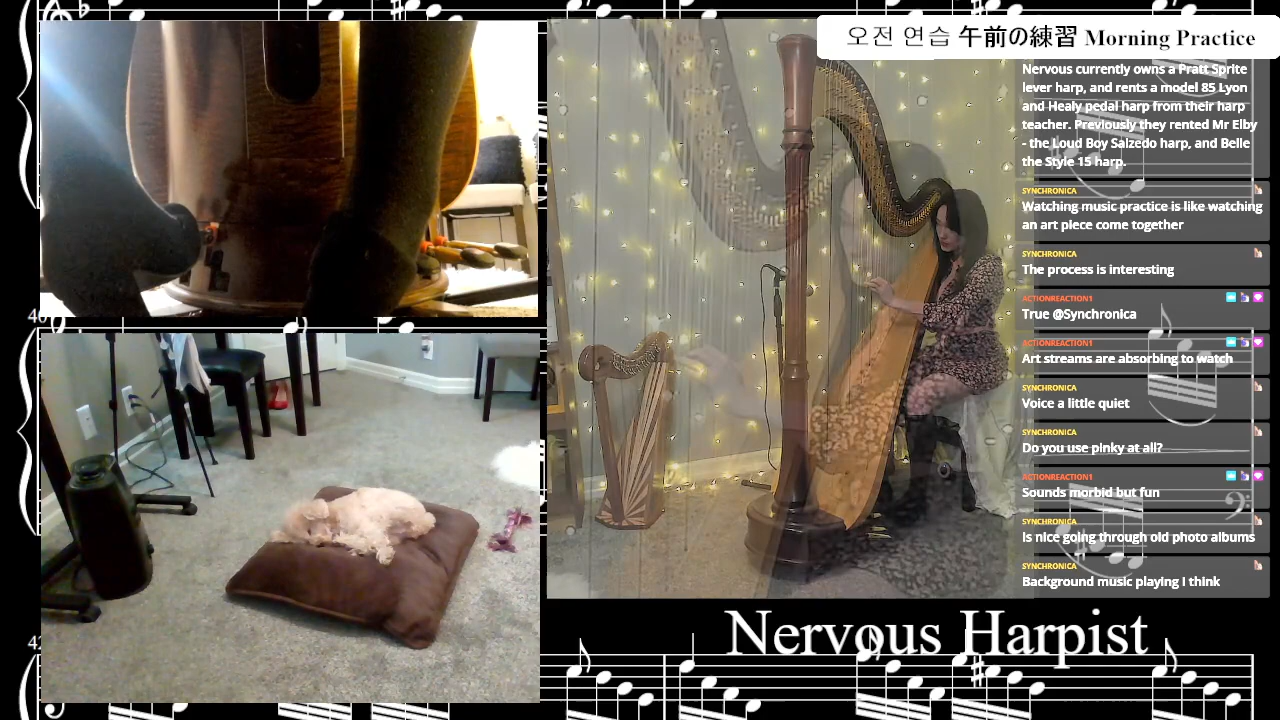 오전 연습 午前の練習 Morning Practice
Nervous currently owns a Pratt Sprite
lever harp, and rents a model 85 Lyon
and Healy pedal harp from their harp
teacher. Previously they rented Mr Elby
- the Loud Boy Salzedo harp, and Belle
the Style 15 harp.
SYNCHRONICA
Watching music practice is like watching
an art piece come together
SYNCHRONICA
The process is interesting
ACTIONREACTION1
True @Synchronica
ACTIONREACTION1
Art streams are absorbing to watch
SYNCHRONICA
Voice a little quiet
SYNCHRONICA
Do you use pinky at all?
ACTIONREACTION1
Sounds morbid but fun
SYNCHRONICA
Is nice going through old photo albums
SYNCHRONICA
Background music playing I think
Nervous Harpist